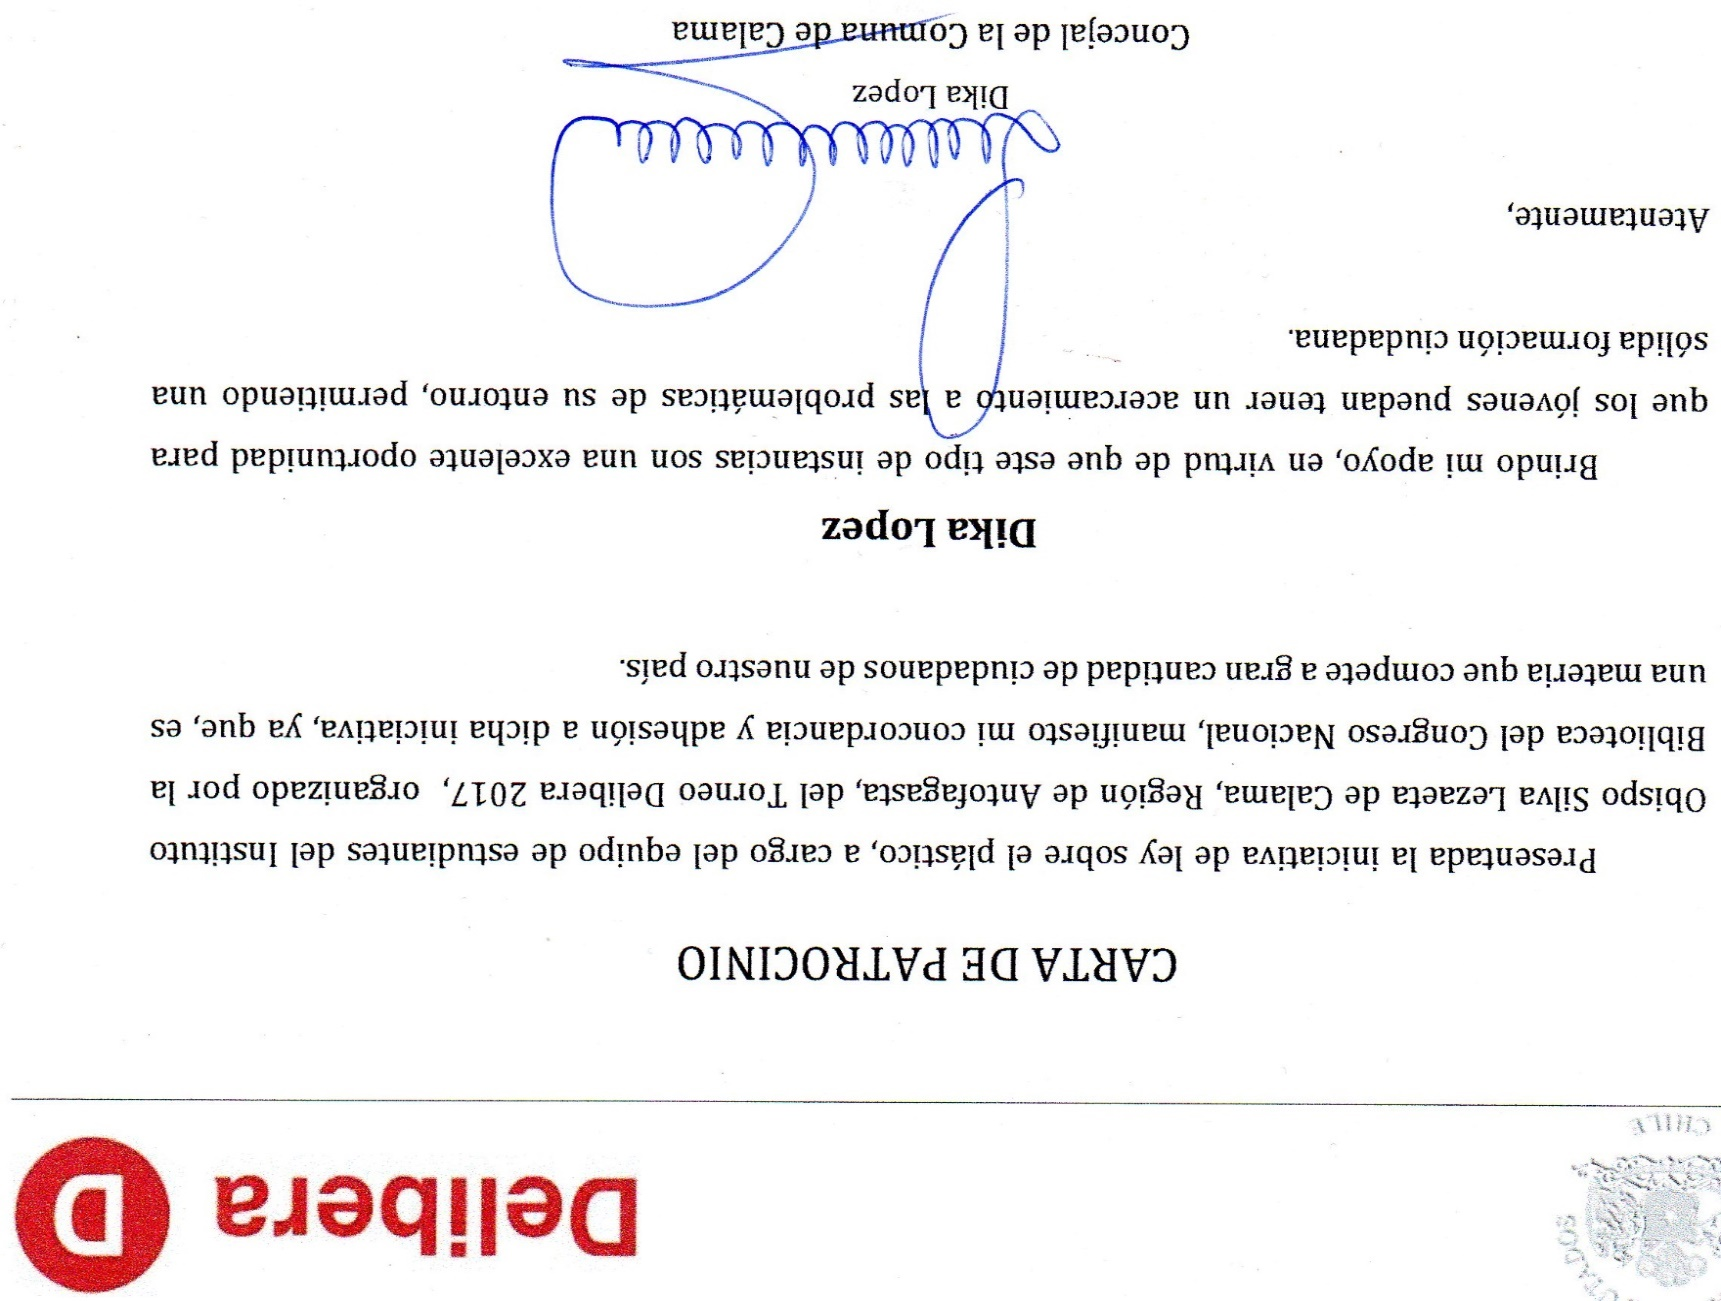 CHILE
Delibera D
CARTA DE PATROCINIO
Presentada la iniciativa de ley sobre el plástico, a cargo del equipo de estudiantes del Instituto
Obispo Silva Lezaeta de Calama, Región de Antofagasta, del Torneo Delibera 2017, organizado por la
Biblioteca del Congreso Nacional, manifiesto mi concordancia y adhesión a dicha iniciativa, ya que, es
una materia que compete a gran cantidad de ciudadanos de nuestro país.
Dika Lopez
Brindo mi apoyo, en virtud de que este tipo de instancias son una excelente oportunidad para
que los jóvenes puedan tener un acercamiento a las problemáticas de su entorno, permitiendo una
sólida formación ciudadana.
Atentamente,
Dika Lopez
Concejal de la Comuna de Calama